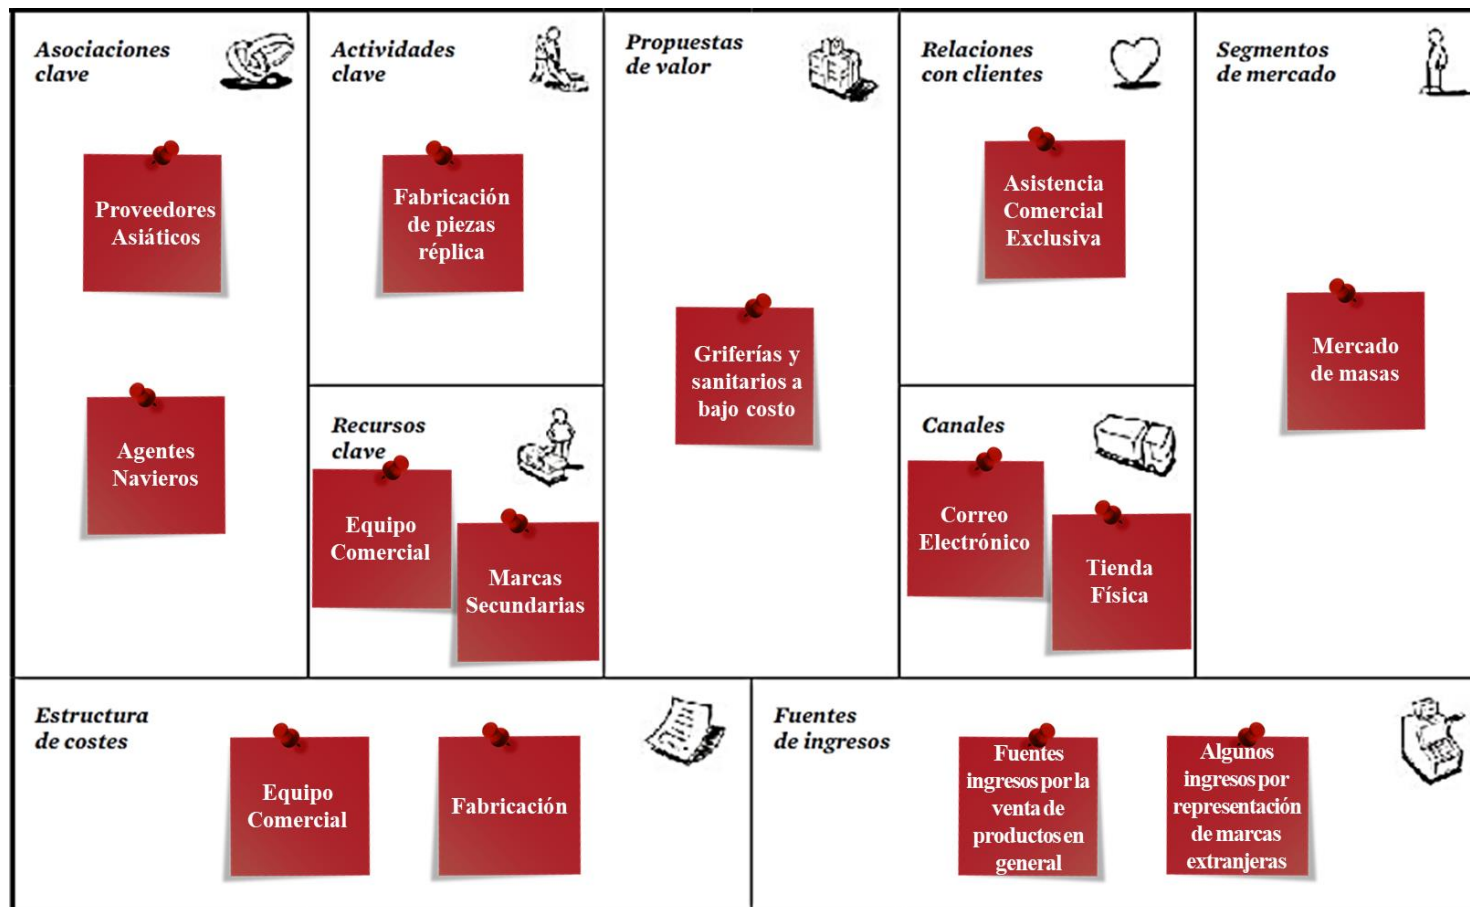 Asociaciones
clave
Proveedores
Asiáticos
Agentes
Navieros
Actividades
clave
Fabricación
de piezas
réplica
Recursos
clave
Equipo
Comercial
Marcas
Secundarias
Propuestas
de valor
Griferías y
sanitarios a
bajo costo
Relaciones
con clientes
Asistencia
Comercial
Exclusiva
Canales
Correo
Electrónico
Tienda
Física
Segmentos
de mercado
Mercado
de masas
Estructura
de costes
Equipo
Comercial
Fabricación
Fuentes
de ingresos
Fuentes
ingresos por la
venta de
productos en
general
Algunos
ingresos por
representación
de marcas
extranjeras